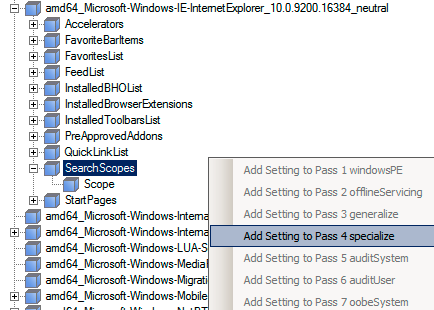 amd64_Microsoft-Windows-IE-InternetExplorer_10.0.9200.16384_neutral
Accelerators
FavoriteBarItems
FavoritesList
FeedList
InstalledBHOList
InstalledBrowserExtensions
InstalledToolbarsList
PreApprovedAddons
QuickLinkList
SearchScopes
Scope
StartPages
amd64_Microsoft-Windows-Interna
amd64_Microsoft-Windows-Interna
amd64_Microsoft-Windows-LUA-S
amd64_Microsoft-Windows-Media
amd64_Microsoft-Windows-Migratio
amd64_Microsoft-Windows-Mobile
Add Setting to Pass 1 windowsPE
Add Setting to Pass 2 offlineServicing
Add Setting to Pass 3 generalize
Add Setting to Pass 4 specialize
Add Setting to Pass 5 auditSystem
Add Setting to Pass 6 auditUser
Add Setting to Pass 7 oobeSystem